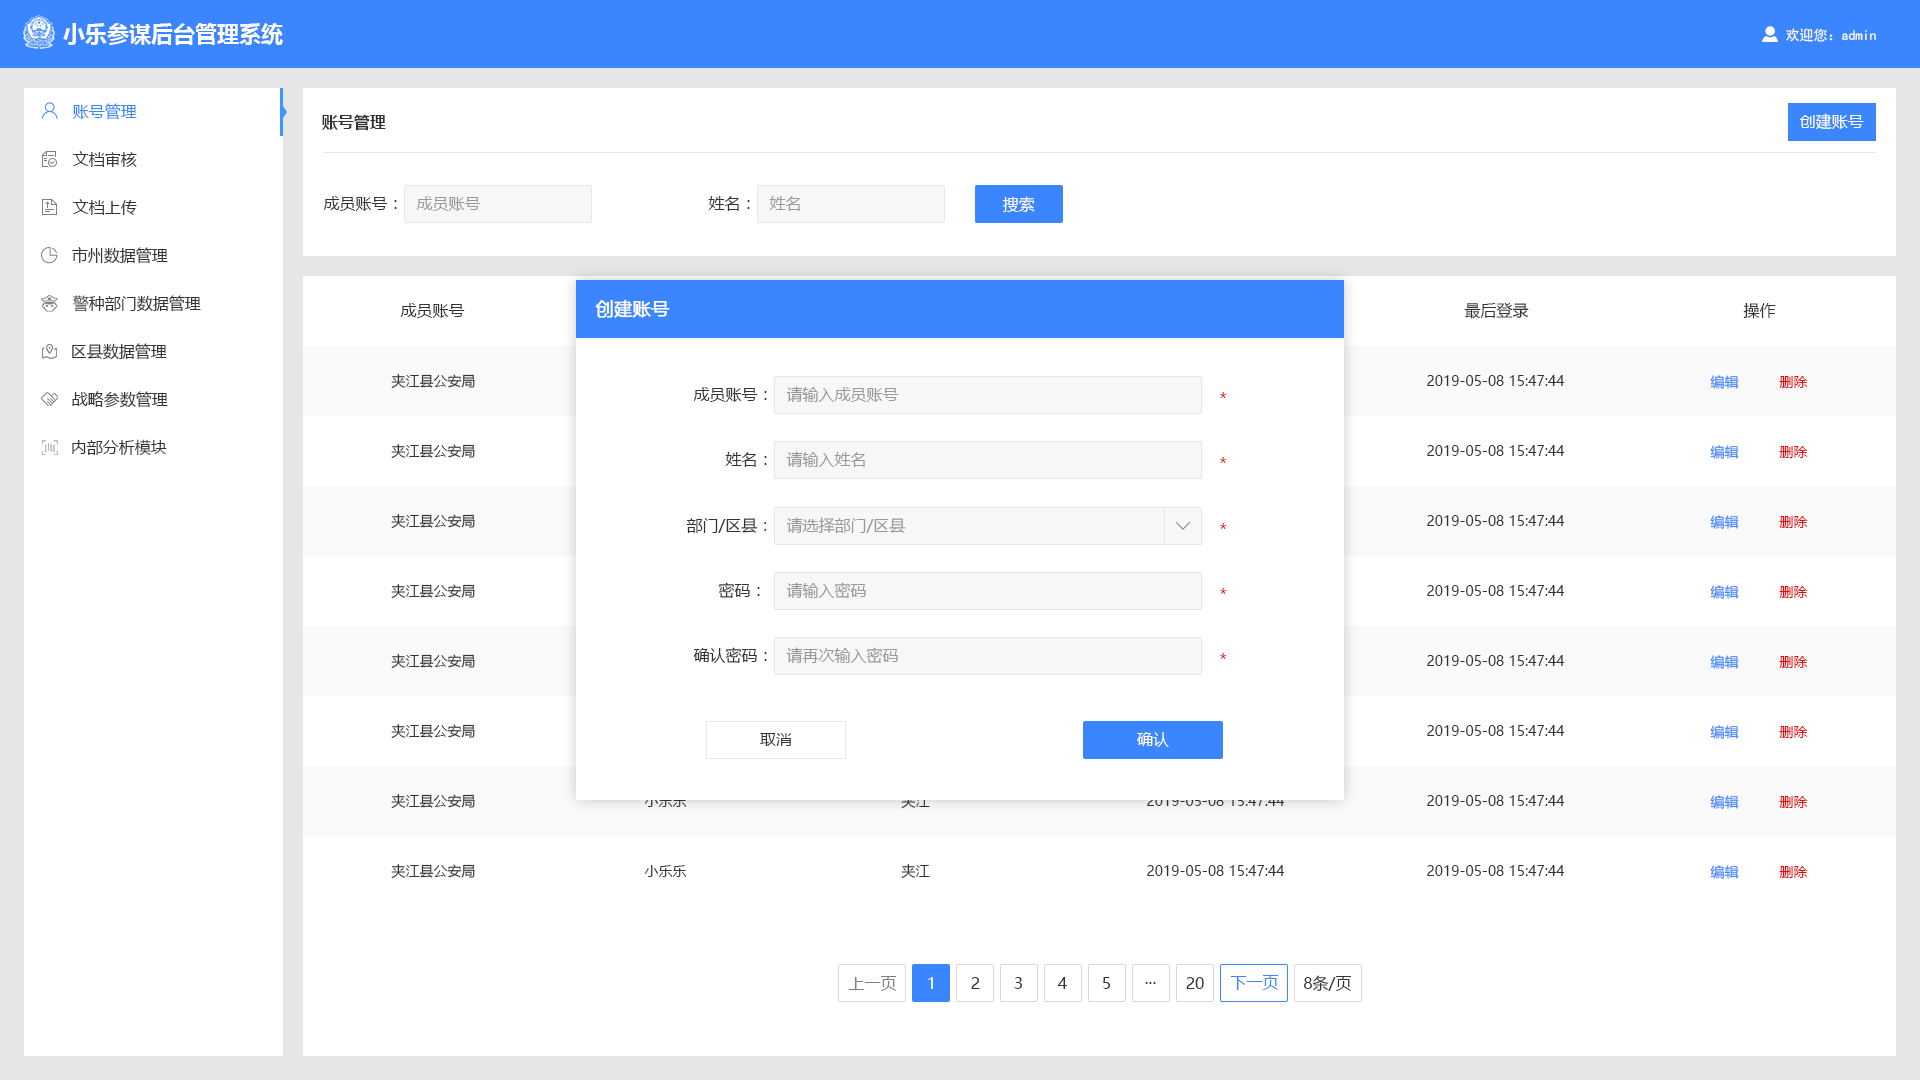 小乐参谋后台管理系统
欢迎您：admin
账号管理
文档审核
文档上传
市州数据管理
警种部门数据管理
区县数据管理
战略参数管理
内部分析模块
账号管理
创建账号
成员账号： 成员账号 姓名： 姓名 搜索
成员账号 最后登录 操作
夹江县公安局 2019-05-08 15:47:44 编辑 删除
夹江县公安局 2019-05-08 15:47:44 编辑 删除
夹江县公安局 2019-05-08 15:47:44 编辑 删除
夹江县公安局 2019-05-08 15:47:44 编辑 删除
夹江县公安局 2019-05-08 15:47:44 编辑 删除
夹江县公安局 2019-05-08 15:47:44 编辑 删除
夹江县公安局 小乐乐 夹江 2019-05-08 15:47:44 2019-05-08 15:47:44 编辑 删除
夹江县公安局 小乐乐 夹江 2019-05-08 15:47:44 2019-05-08 15:47:44 编辑 删除
创建账号
成员账号： 请输入成员账号 *
姓名： 请输入姓名 *
部门/区县： 请选择部门/区县 *
密码： 请输入密码 *
确认密码： 请再次输入密码 *
取消 确认
上一页 1 2 3 4 5 ··· 20 下一页 8条/页